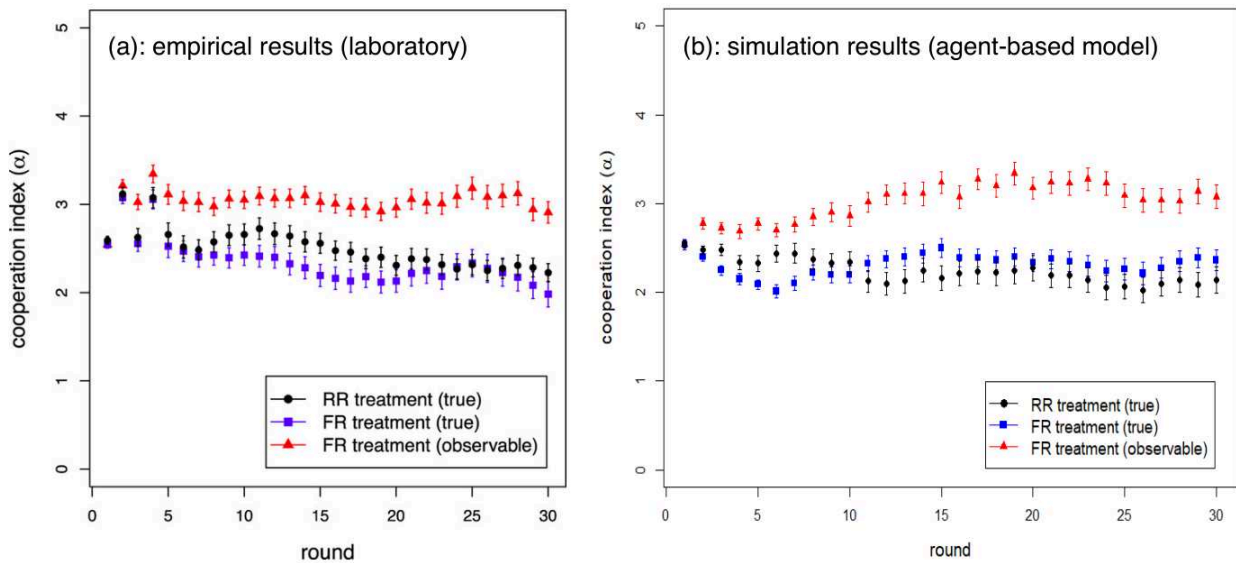 (a): empirical results (laboratory)
cooperation index (α)
5
4
3
2
1
0
RR treatment (true)
FR treatment (true)
FR treatment (observable)
0 5 10 15 20 25 30
round
(b): simulation results (agent-based model)
cooperation index (α)
5
4
3
2
1
0
RR treatment (true)
FR treatment (true)
FR treatment (observable)
0 5 10 15 20 25 30
round